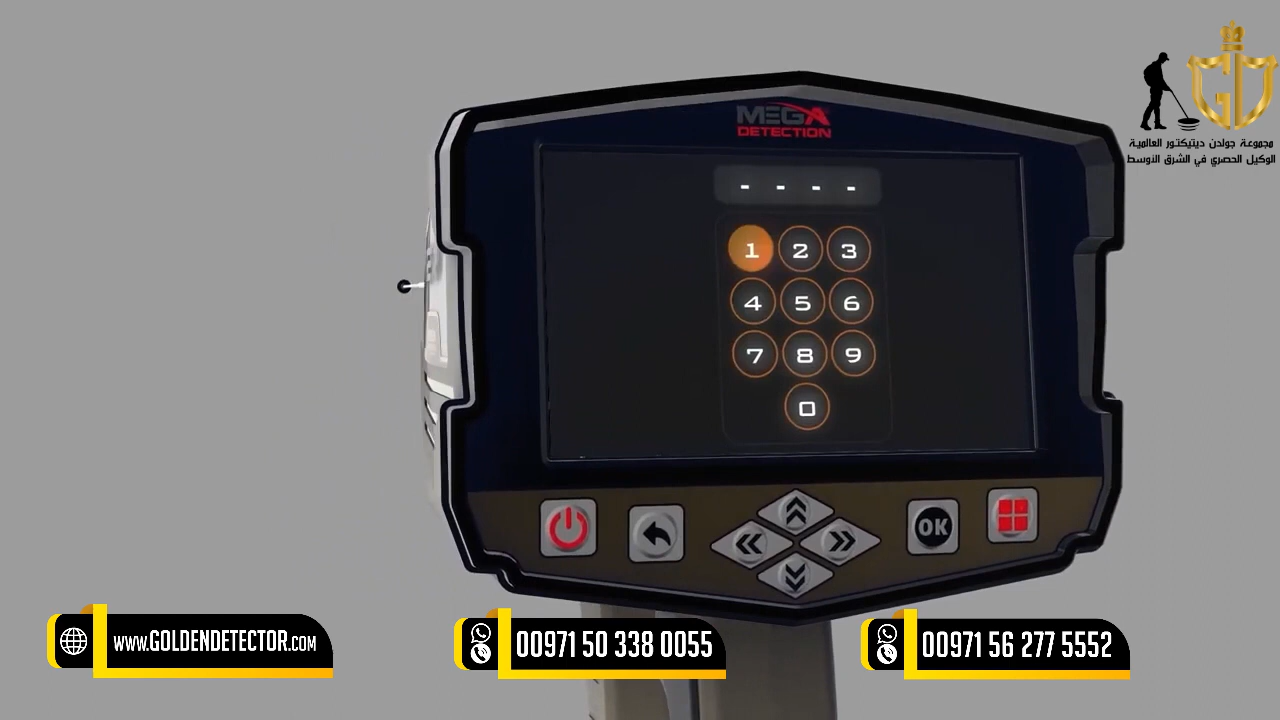 MEGA
DETECTION
مجموعة جولدن ديتيكتور العالمية
الوكيل الحصري في الشرق الاوسط
- - - -
1 2 3
4 5 6
7 8 9
0
OK
www.GOLDENDETECTOR.com
00971 50 338 0055
00971 56 277 5552